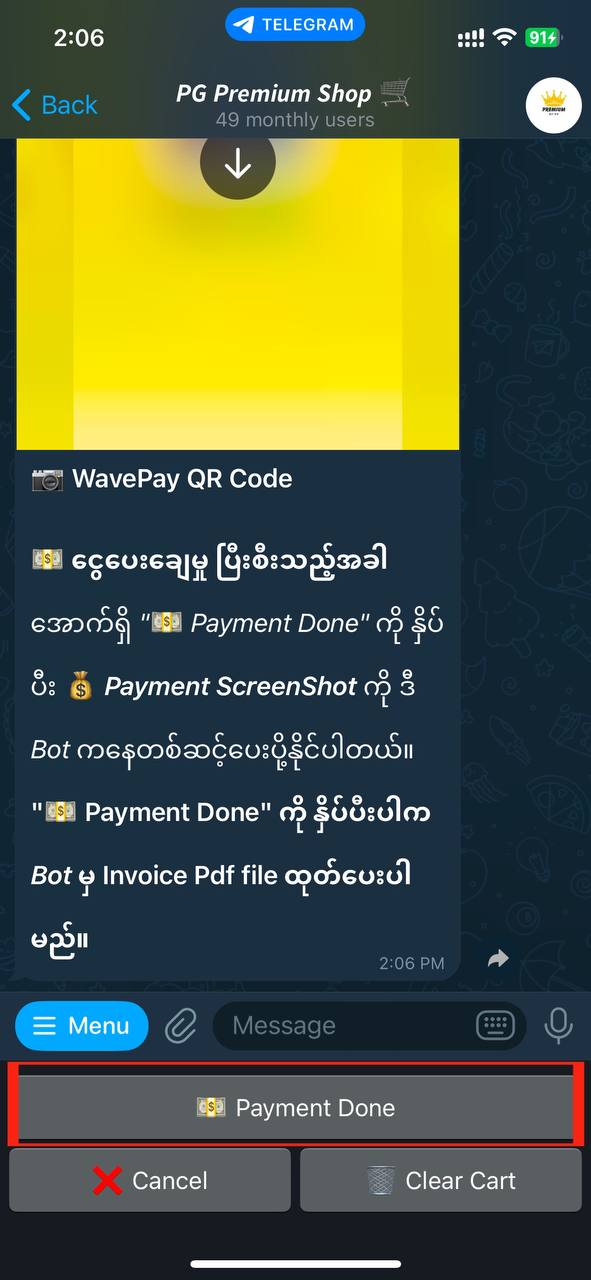 2:06
TELEGRAM
91
Back
PG Premium Shop 🛒
49 monthly users
PREMIUM
📷 WavePay QR Code
💵 ငွေပေးချေမှု ပြီးစီးသည့်အခါ
အောက်ရှိ "💵 Payment Done" ကို နှိပ်
ပီး 💰 Payment ScreenShot ကို ဒီ
Bot ကနေတစ်ဆင့်ပေးပို့နိုင်ပါတယ်။
"💵 Payment Done" ကို နှိပ်ပီးပါက
Bot မှ Invoice Pdf file ထုတ်ပေးပါ
မည်။
2:06 PM
Menu
Message
💵 Payment Done
❌ Cancel
🗑️ Clear Cart